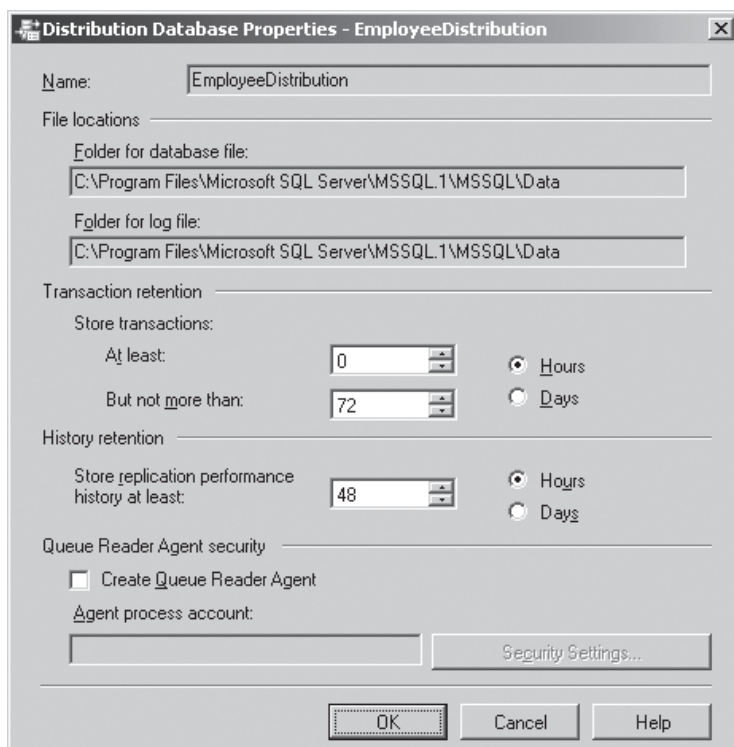 Distribution Database Properties - EmployeeDistribution
Name:
EmployeeDistribution
File locations
Folder for database file:
C:\Program Files\Microsoft SQL Server\MSSQL.1\MSSQL\Data
Folder for log file:
C:\Program Files\Microsoft SQL Server\MSSQL.1\MSSQL\Data
Transaction retention
Store transactions:
At least:
0
Hours
But not more than:
72
Days
History retention
Store replication performance
history at least:
48
Hours
Days
Queue Reader Agent security
Create Queue Reader Agent
Agent process account:
Security Settings...
OK
Cancel
Help